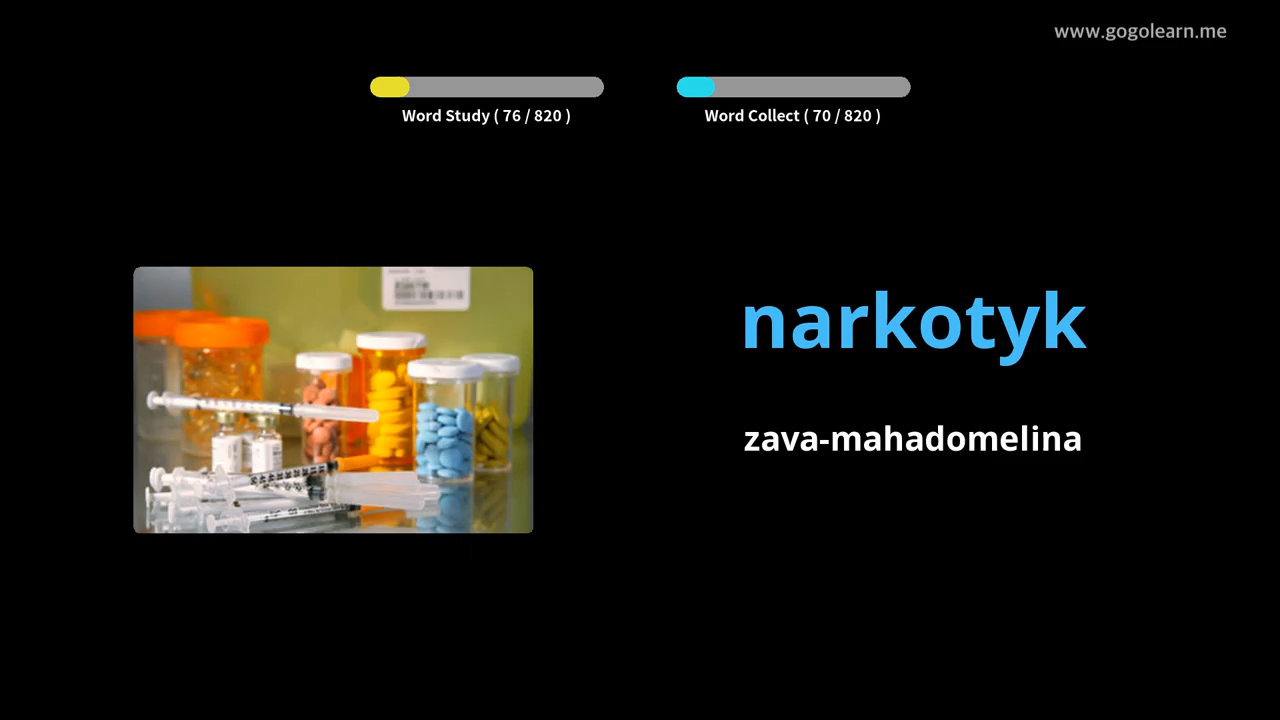 www.gogolearn.me
Word Study ( 76 / 820 )
Word Collect ( 70 / 820 )
narkotyk
zava-mahadomelina